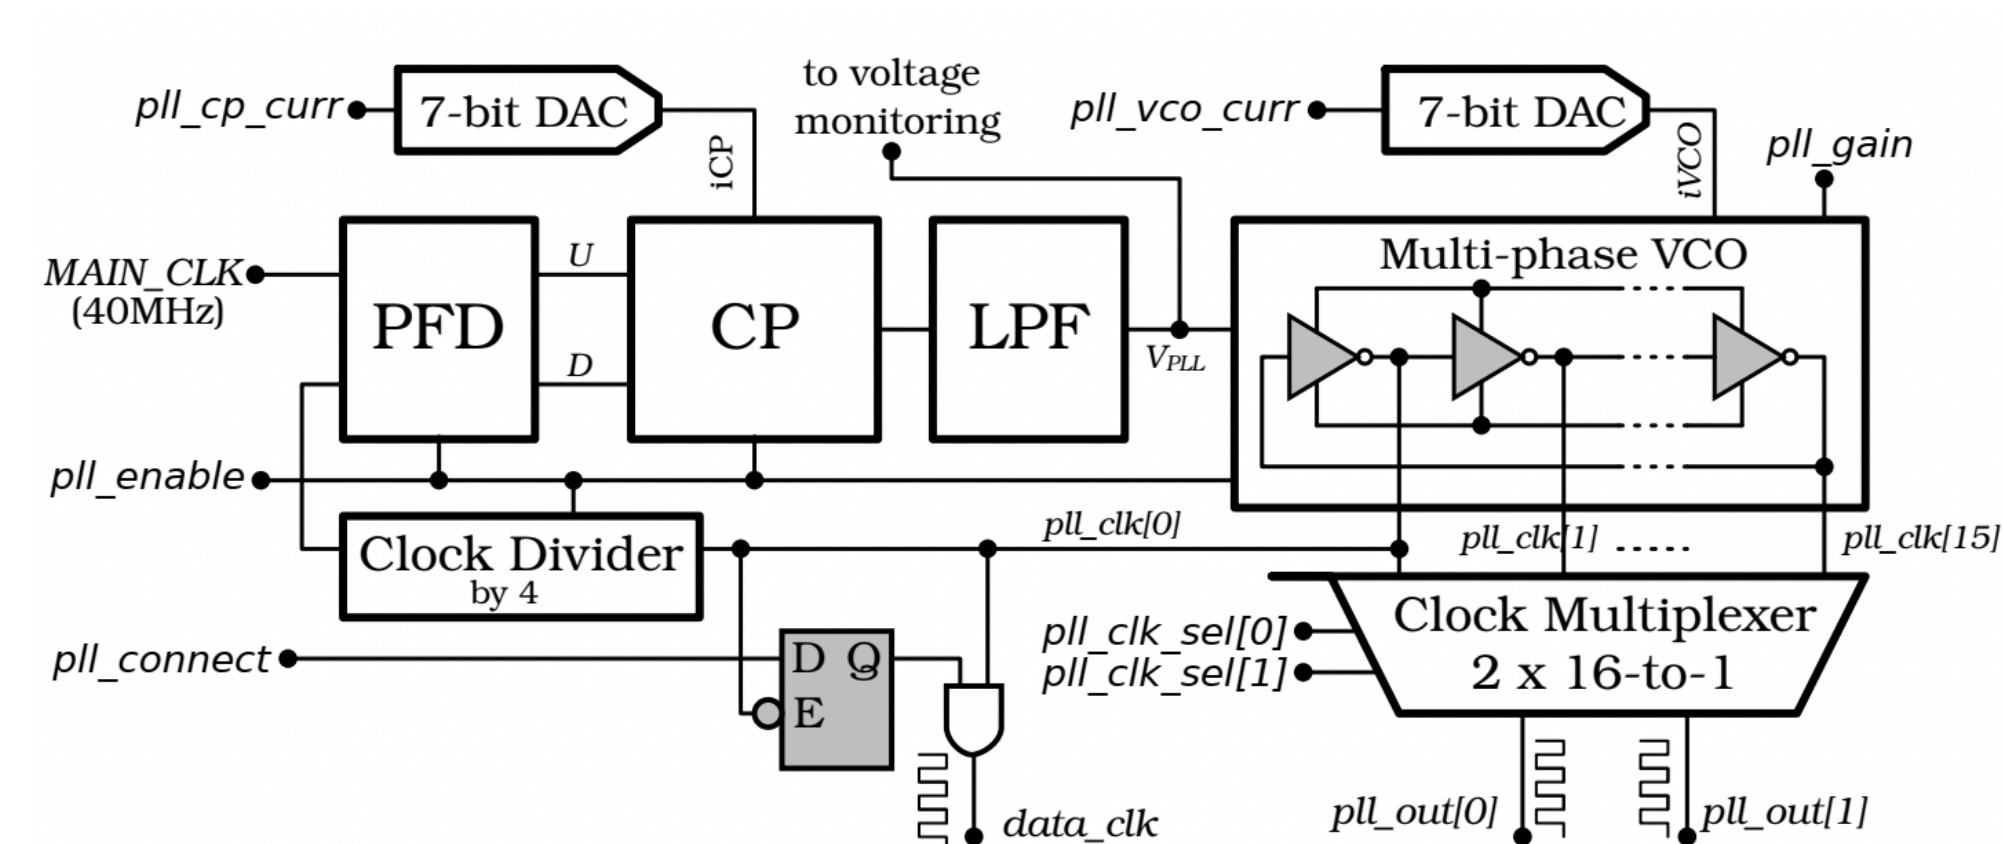 to voltage
monitoring
pll_cp_curr
7-bit DAC
pll_vco_curr
7-bit DAC
iCP
iVCO
pll_gain
MAIN_CLK
(40MHz)
PFD
U
D
CP
LPF
VPLL
Multi-phase VCO
pll_enable
Clock Divider
by 4
pll_clk[0]
pll_clk[1]
pll_clk[15]
pll_connect
D Q
E
pll_clk_sel[0]
pll_clk_sel[1]
Clock Multiplexer
2 x 16-to-1
data_clk
pll_out[0]
pll_out[1]